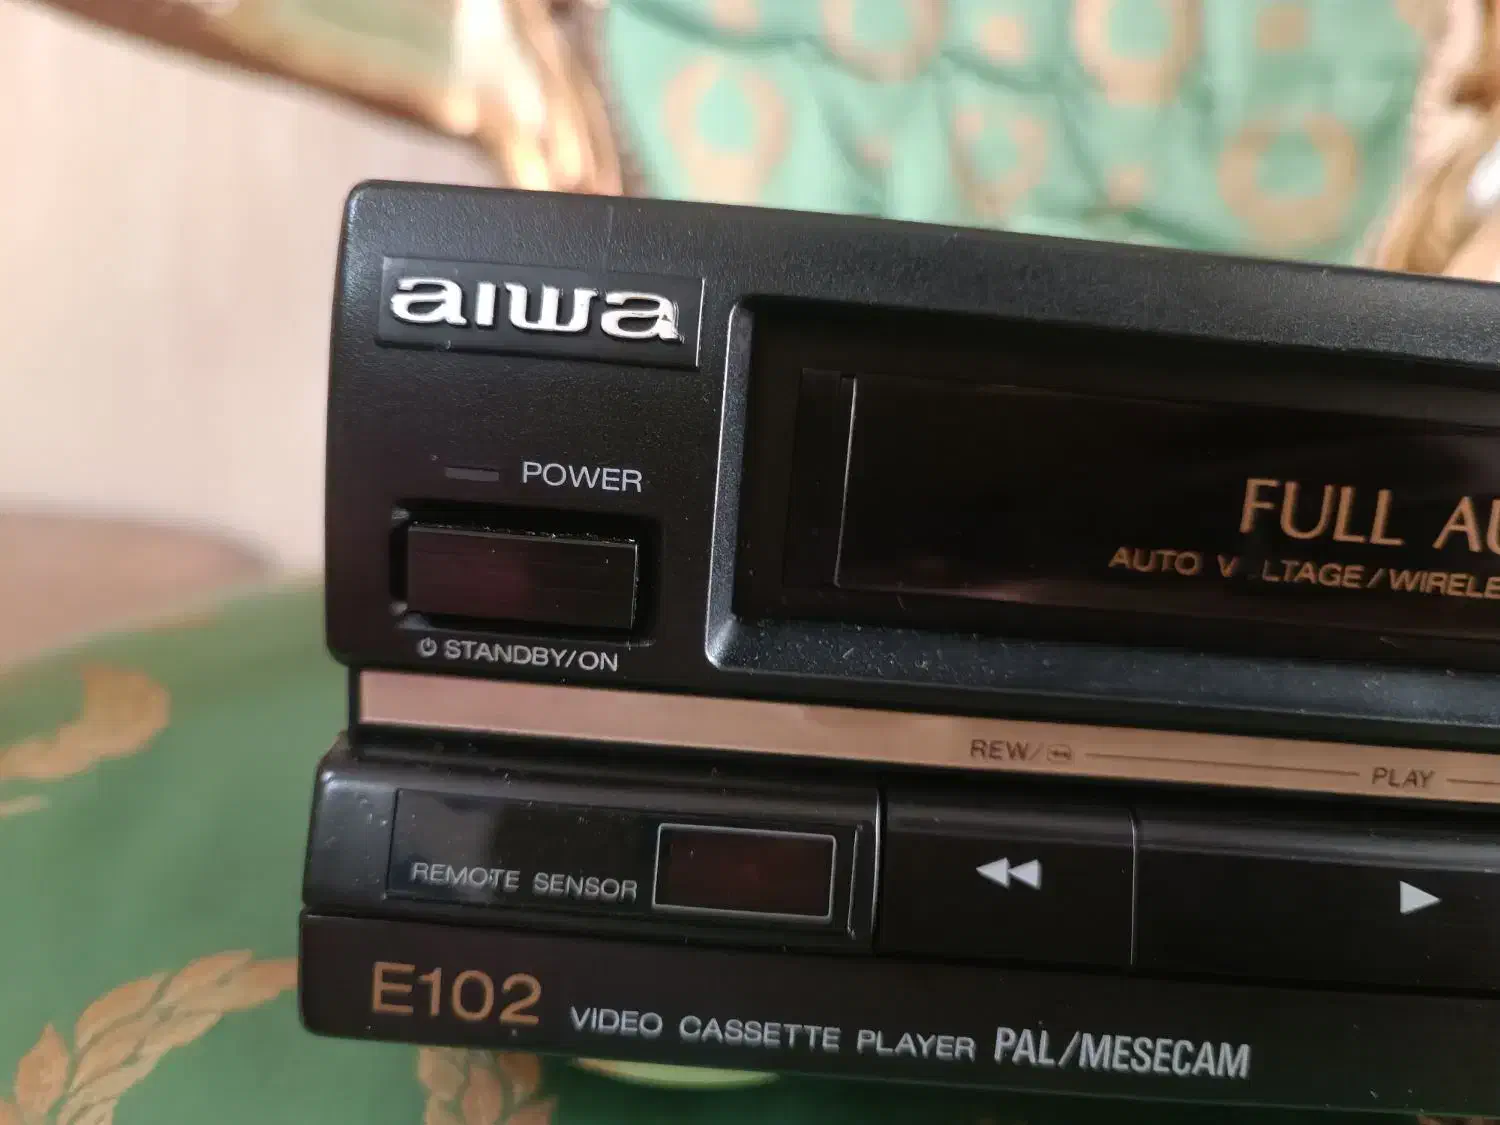 aiwa
POWER
STANDBY/ON
FULL AU
AUTO V LTAGE/WIRELE
REW/
PLAY
REMOTE SENSOR
E102 VIDEO CASSETTE PLAYER PAL/MESECAM